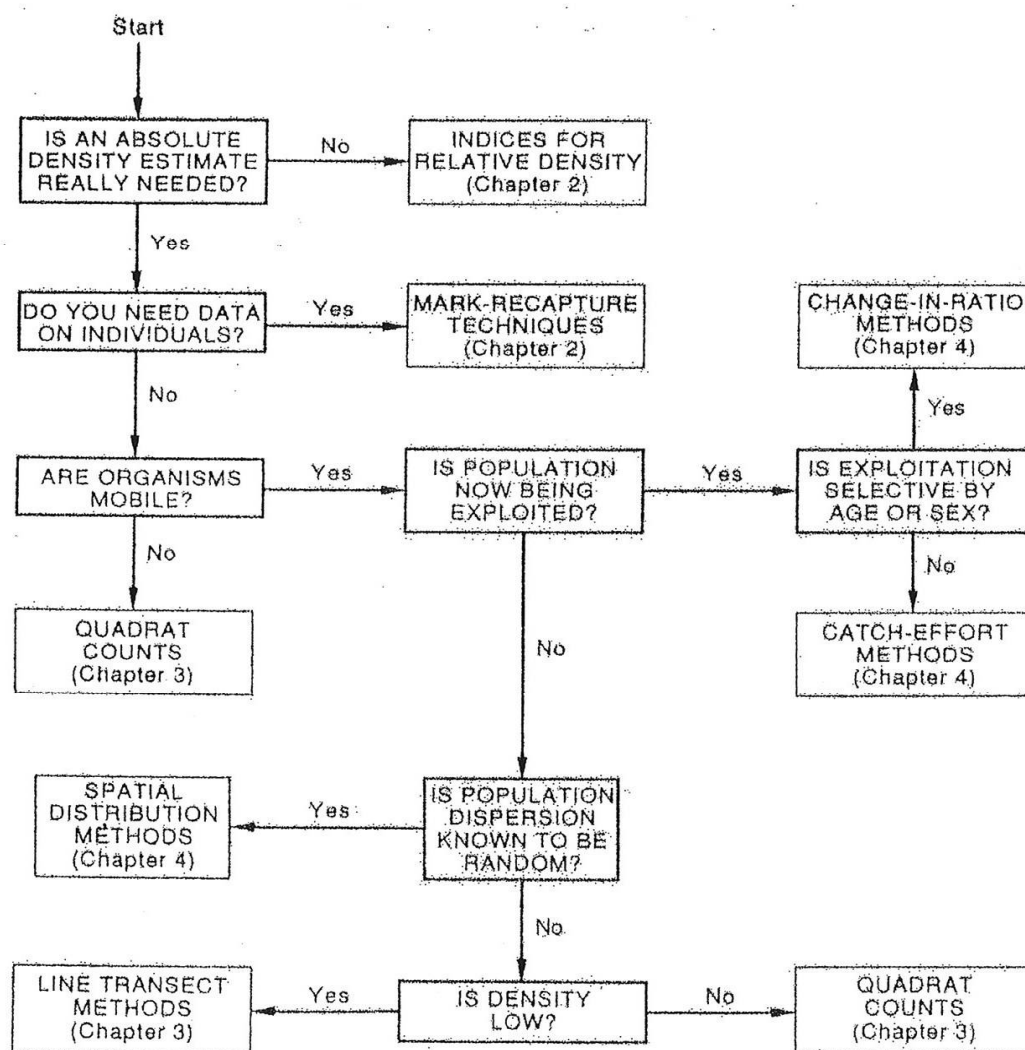 Start
IS AN ABSOLUTE
DENSITY ESTIMATE
REALLY NEEDED?
No
INDICES FOR
RELATIVE DENSITY
(Chapter 2)
Yes
DO YOU NEED DATA
ON INDIVIDUALS?
Yes
MARK-RECAPTURE
TECHNIQUES
(Chapter 2)
CHANGE-IN-RATIO
METHODS
(Chapter 4)
No
Yes
ARE ORGANISMS
MOBILE?
Yes
IS POPULATION
NOW BEING
EXPLOITED?
Yes
IS EXPLOITATION
SELECTIVE BY
AGE OR SEX?
No
No
QUADRAT
COUNTS
(Chapter 3)
No
CATCH-EFFORT
METHODS
(Chapter 4)
SPATIAL
DISTRIBUTION
METHODS
(Chapter 4)
Yes
IS POPULATION
DISPERSION
KNOWN TO BE
RANDOM?
No
LINE TRANSECT
METHODS
(Chapter 3)
Yes
IS DENSITY
LOW?
No
QUADRAT
COUNTS
(Chapter 3)